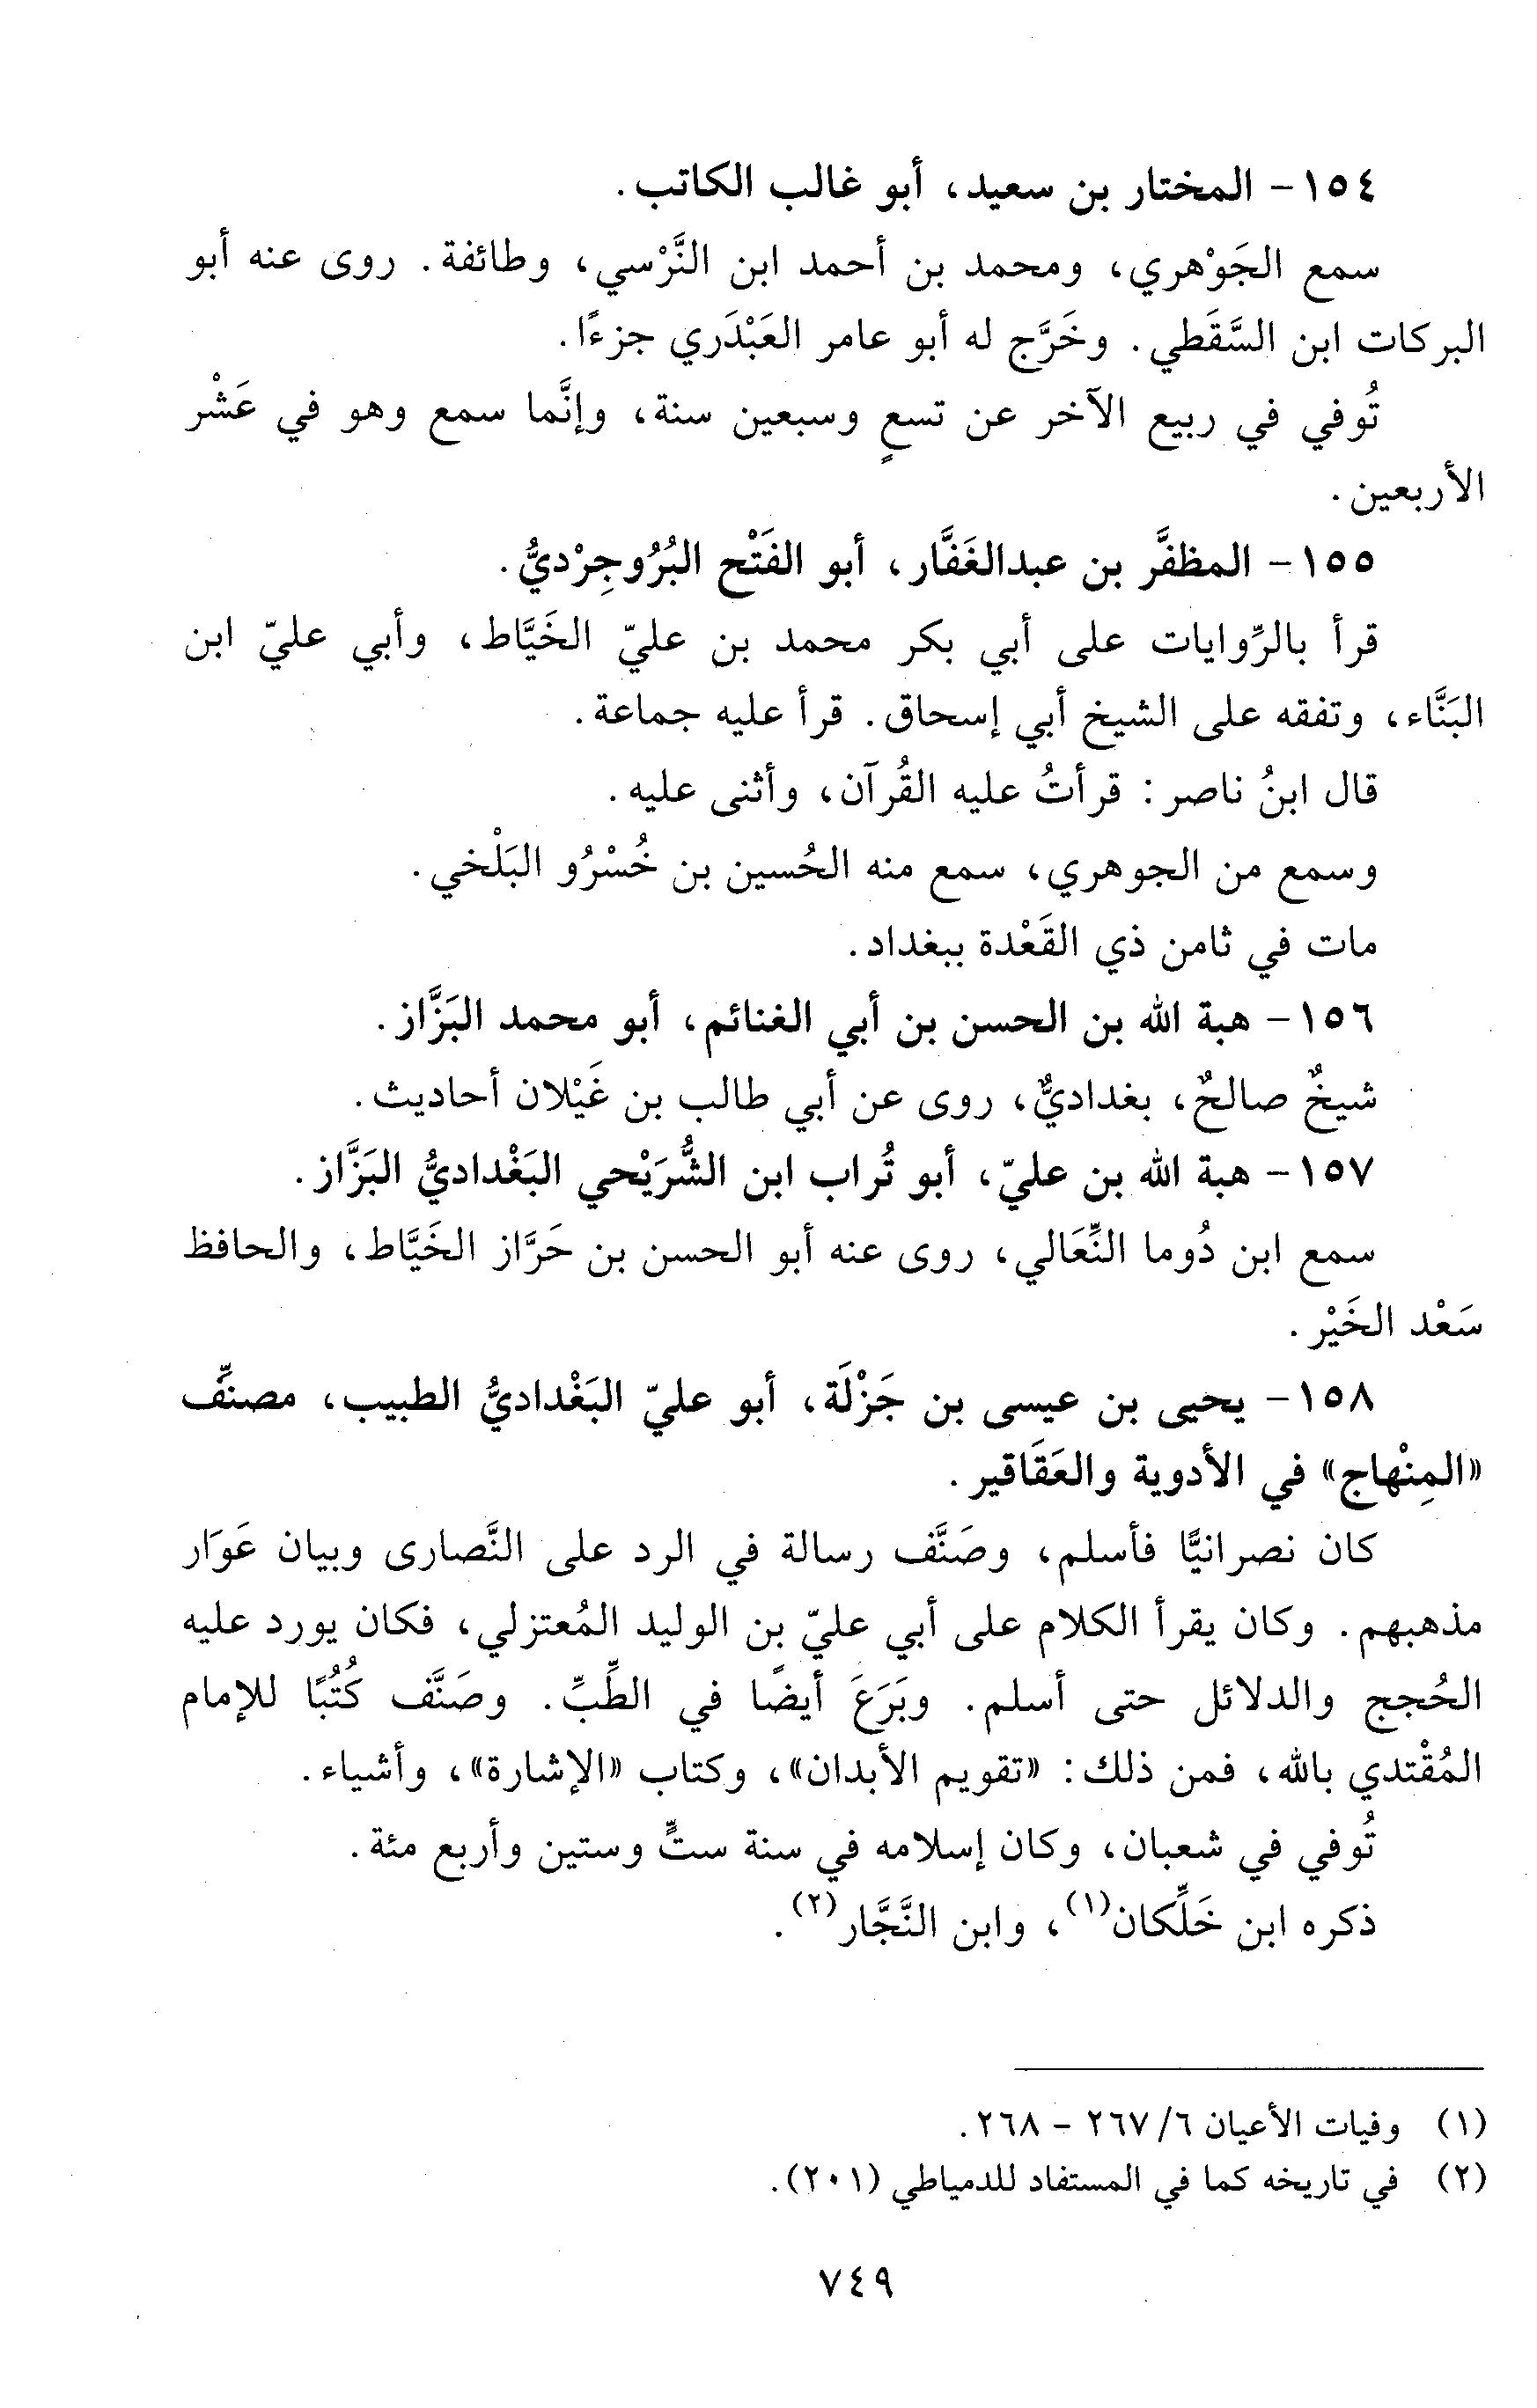 ١٥٤ - المختار بن سعيد، أبو غالب الكاتب.
سمع الجَوْهري، ومحمد بن أحمد ابن النَّرْسي، وطائفة. روى عنه أبو
البركات ابن السَّقَطي. وخَرَّج له أبو عامر العَبْدَري جزءًا.
تُوفي في ربيع الآخر عن تسعٍ وسبعين سنة، وإنَّما سمع وهو في عَشْر
الأربعين.
١٥٥ - المظفَّر بن عبدالغَفَّار، أبو الفَتْح البُرُوجِرْديُّ.
قرأ بالرِّوايات على أبي بكر محمد بن عليّ الخَيَّاط، وأبي عليّ ابن
البَنَّاء، وتفقه على الشيخ أبي إسحاق. قرأ عليه جماعة.
قال ابنُ ناصر: قرأتُ عليه القُرآن، وأثنى عليه.
وسمع من الجوهري، سمع منه الحُسين بن خُسْرُو البَلْخي.
مات في ثامن ذي القَعْدة ببغداد.
١٥٦ - هبة الله بن الحسن بن أبي الغنائم، أبو محمد البَزَّاز.
شيخٌ صالحٌ، بغداديٌّ، روى عن أبي طالب بن غَيْلان أحاديث.
١٥٧ - هبة الله بن عليّ، أبو تُراب ابن الشُّرَيْحي البَغْداديُّ البَزَّاز.
سمع ابن دُوما النِّعَالي، روى عنه أبو الحسن بن حَرَّاز الخَيَّاط، والحافظ
سَعْد الخَيْر.
١٥٨ - يحيى بن عيسى بن جَزْلَة، أبو عليّ البَغْداديُّ الطبيب، مصنِّف
«المِنْهاج» في الأدوية والعَقَاقير.
كان نصرانيًّا فأسلم، وصَنَّف رسالة في الرد على النَّصارى وبيان عَوَار
مذهبهم. وكان يقرأ الكلام على أبي عليّ بن الوليد المُعتزلي، فكان يورد عليه
الحُجج والدلائل حتى أسلم. وبَرَعَ أيضًا في الطِّبِّ. وصَنَّف كُتُبًا للإمام
المُقْتدي بالله، فمن ذلك: «تقويم الأبدان»، وكتاب «الإشارة»، وأشياء.
تُوفي في شعبان، وكان إسلامه في سنة ستٍّ وستين وأربع مئة.
ذكره ابن خَلِّكان(١)، وابن النَّجَّار(٢).
(١) وفيات الأعيان ٦/ ٢٦٧ - ٢٦٨.
(٢) في تاريخه كما في المستفاد للدمياطي (٢٠١).
٧٤٩